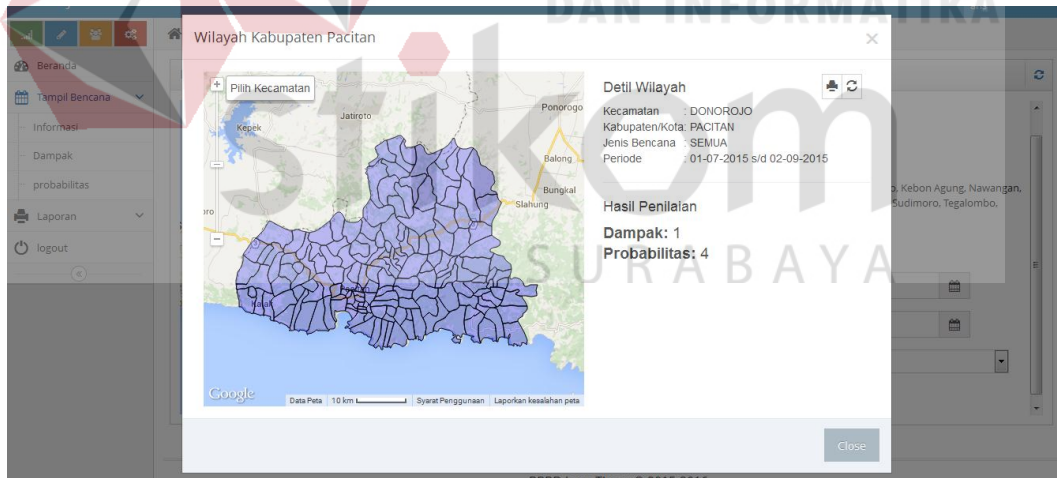 DAN INFORMATIKA
Wilayah Kabupaten Pacitan
×
Beranda
Tampil Bencana
Informasi
Dampak
probabilitas
Laporan
logout
Pilih Kecamatan
Kepek
Jatiroto
Ponorogo
Balong
Bungkal
Slahung
Kalak
Google
Data Peta
10 km
Syarat Penggunaan
Laporkan kesalahan peta
Detil Wilayah
Kecamatan : DONOROJO
Kabupaten/Kota: PACITAN
Jenis Bencana : SEMUA
Periode : 01-07-2015 s/d 02-09-2015
Hasil Penilaian
Dampak: 1
Probabilitas: 4
Kebon Agung, Nawangan,
Sudimoro, Tegalombo,
stikom
SURABAYA
Close